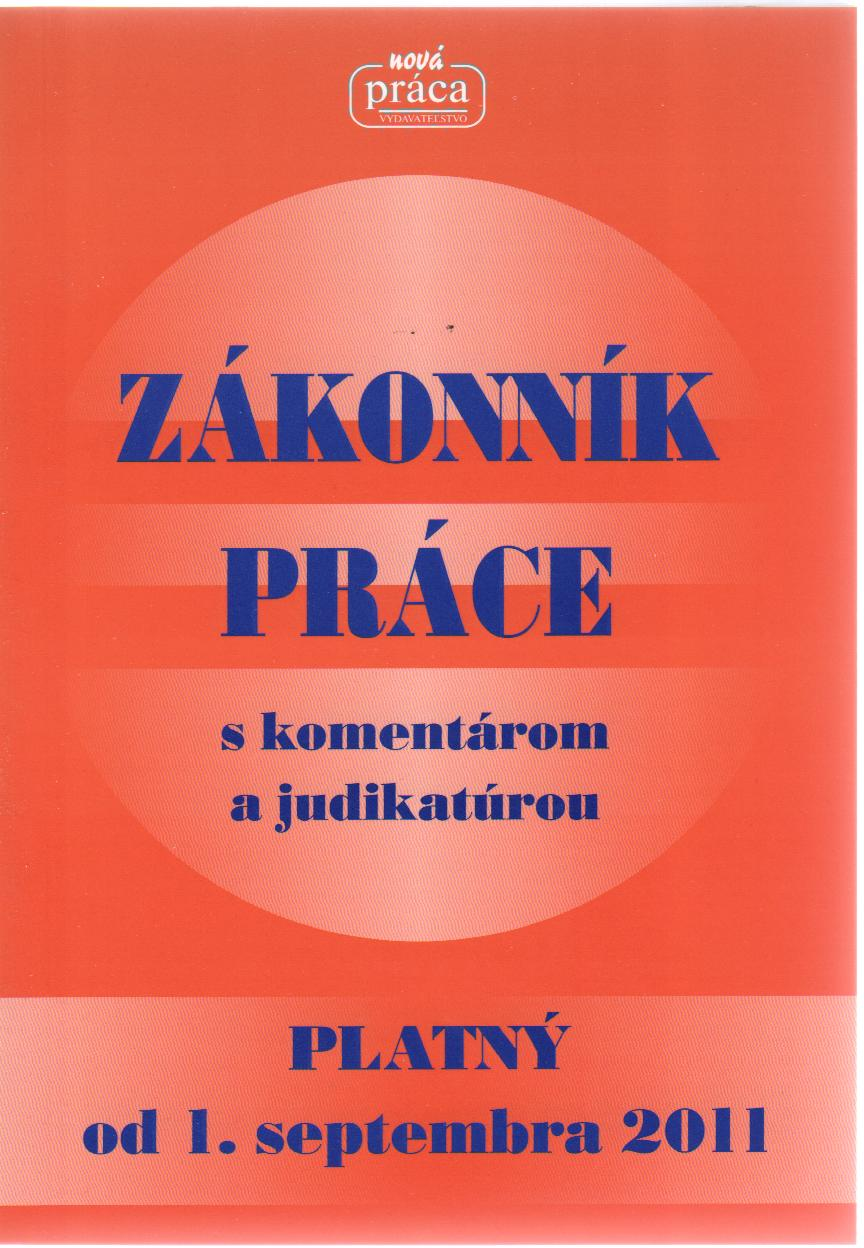 nová
práca
VYDAVATEĽSTVO
ZÁKONNÍK
PRÁCE
s komentárom
a judikatúrou
PLATNÝ
od 1. septembra 2011